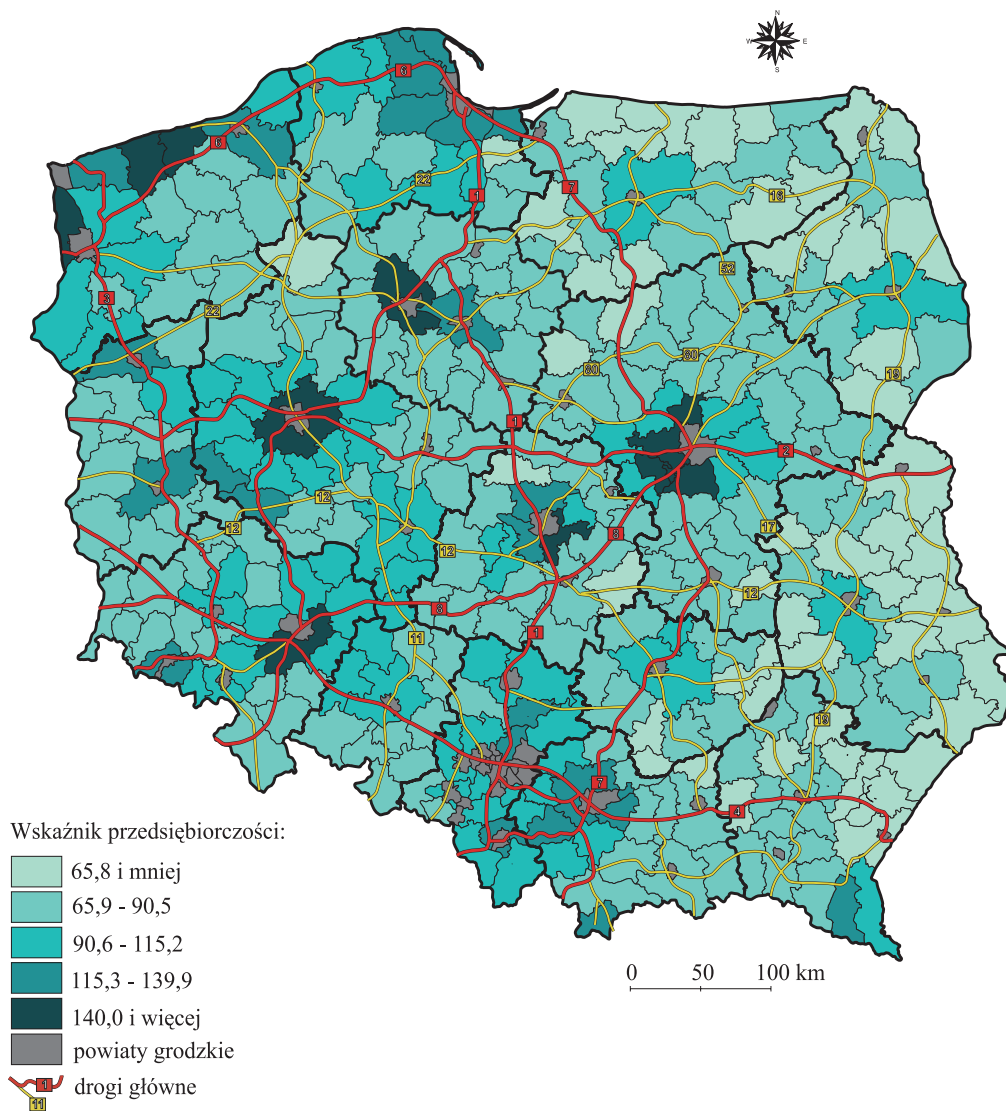 N
W E
S
6
6
22
1
7
16
52
3
22
19
60
60
1
2
12
12
17
12
8
12
8
1
11
19
7
4
Wskaźnik przedsiębiorczości:
65,8 i mniej
65,9 - 90,5
90,6 - 115,2
115,3 - 139,9
140,0 i więcej
powiaty grodzkie
1
drogi główne
11
0 50 100 km